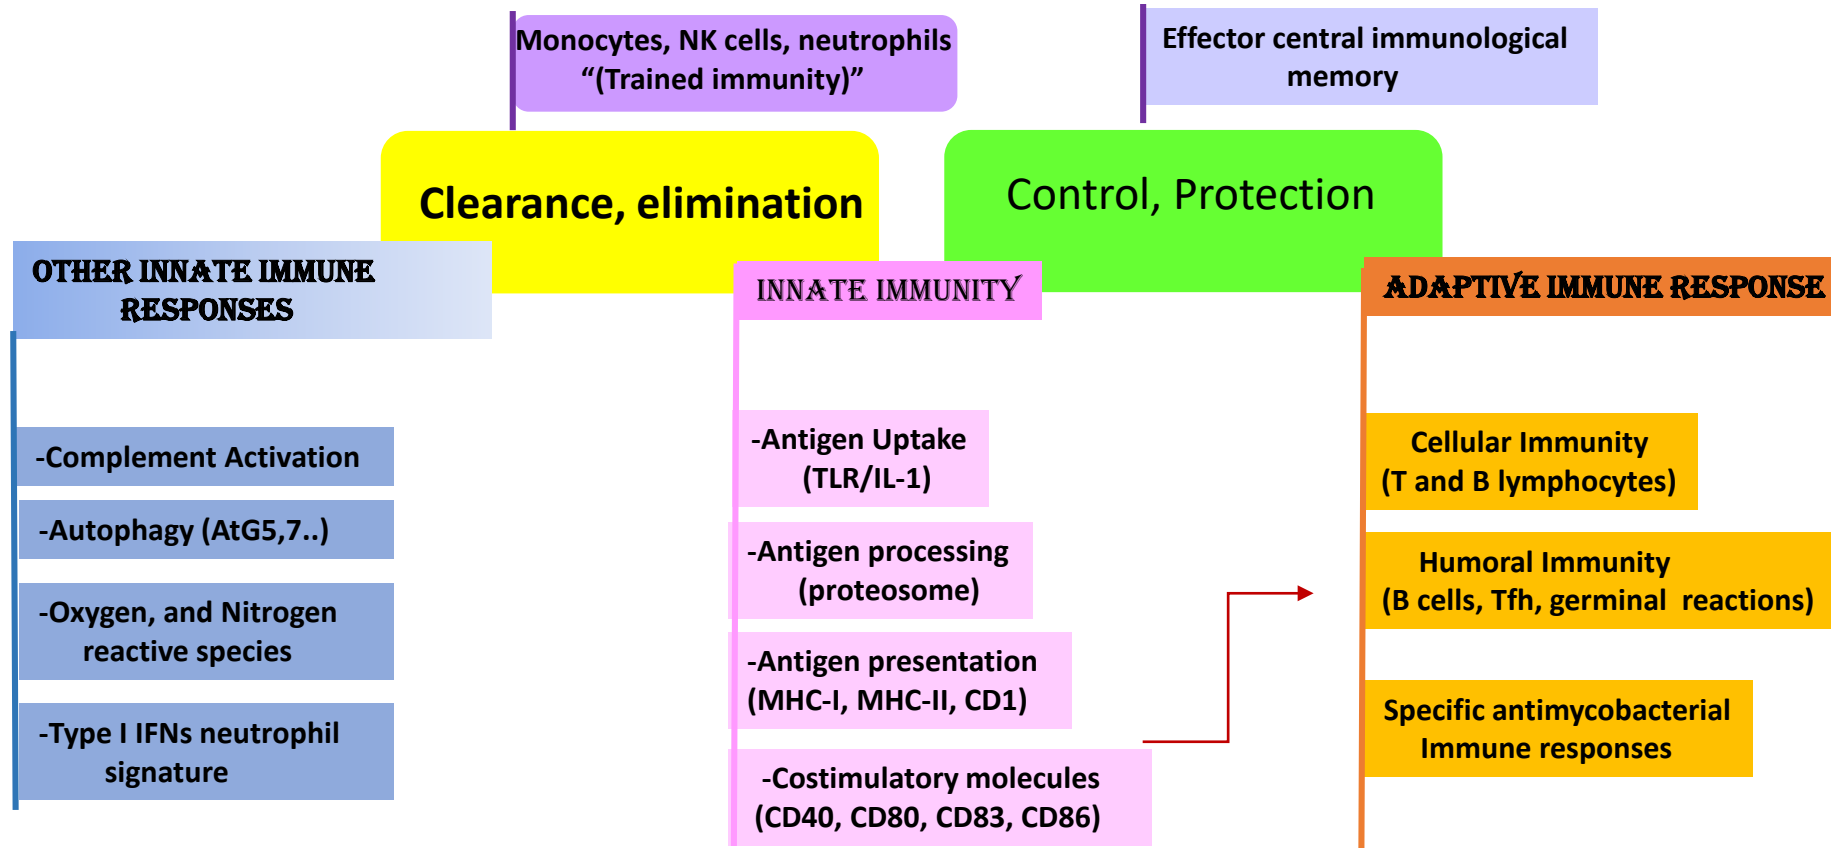 Monocytes, NK cells, neutrophils
“(Trained immunity)”
Effector central immunological
memory
Clearance, elimination
Control, Protection
OTHER INNATE IMMUNE
RESPONSES
-Complement Activation
-Autophagy (AtG5,7..)
-Oxygen, and Nitrogen
reactive species
-Type I IFNs neutrophil
signature
INNATE IMMUNITY
-Antigen Uptake
(TLR/IL-1)
-Antigen processing
(proteosome)
-Antigen presentation
(MHC-I, MHC-II, CD1)
-Costimulatory molecules
(CD40, CD80, CD83, CD86)
ADAPTIVE IMMUNE RESPONSE
Cellular Immunity
(T and B lymphocytes)
Humoral Immunity
(B cells, Tfh, germinal reactions)
Specific antimycobacterial
Immune responses